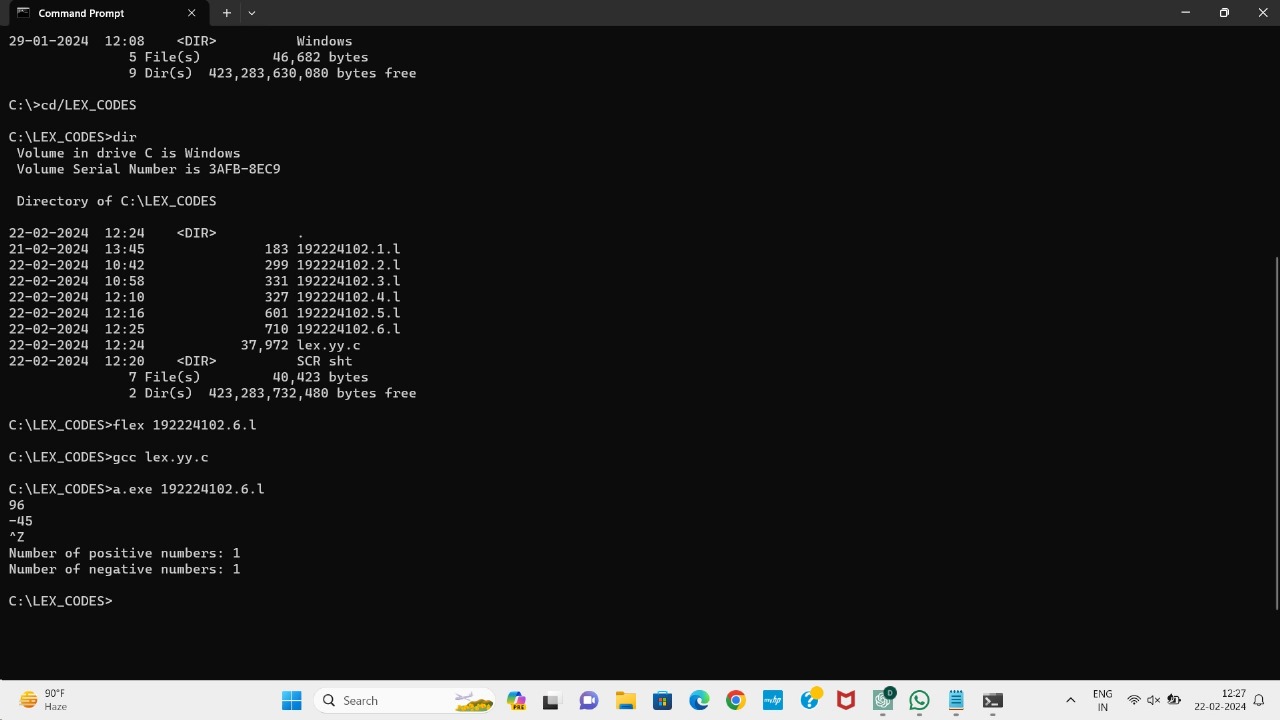 Command Prompt
29-01-2024  12:08    <DIR>          Windows
               5 File(s)         46,682 bytes
               9 Dir(s)  423,283,630,080 bytes free
C:\>cd/LEX_CODES
C:\LEX_CODES>dir
 Volume in drive C is Windows
 Volume Serial Number is 3AFB-8EC9
 Directory of C:\LEX_CODES
22-02-2024  12:24    <DIR>          .
21-02-2024  13:45               183 192224102.1.l
22-02-2024  10:42               299 192224102.2.l
22-02-2024  10:58               331 192224102.3.l
22-02-2024  12:10               327 192224102.4.l
22-02-2024  12:16               601 192224102.5.l
22-02-2024  12:25               710 192224102.6.l
22-02-2024  12:24            37,972 lex.yy.c
22-02-2024  12:20    <DIR>          SCR sht
               7 File(s)         40,423 bytes
               2 Dir(s)  423,283,732,480 bytes free
C:\LEX_CODES>flex 192224102.6.l
C:\LEX_CODES>gcc lex.yy.c
C:\LEX_CODES>a.exe 192224102.6.l
96
-45
^Z
Number of positive numbers: 1
Number of negative numbers: 1
C:\LEX_CODES>
90°F
Haze
Search
PRE
myhp
D
ENG
IN
12:27
22-02-2024